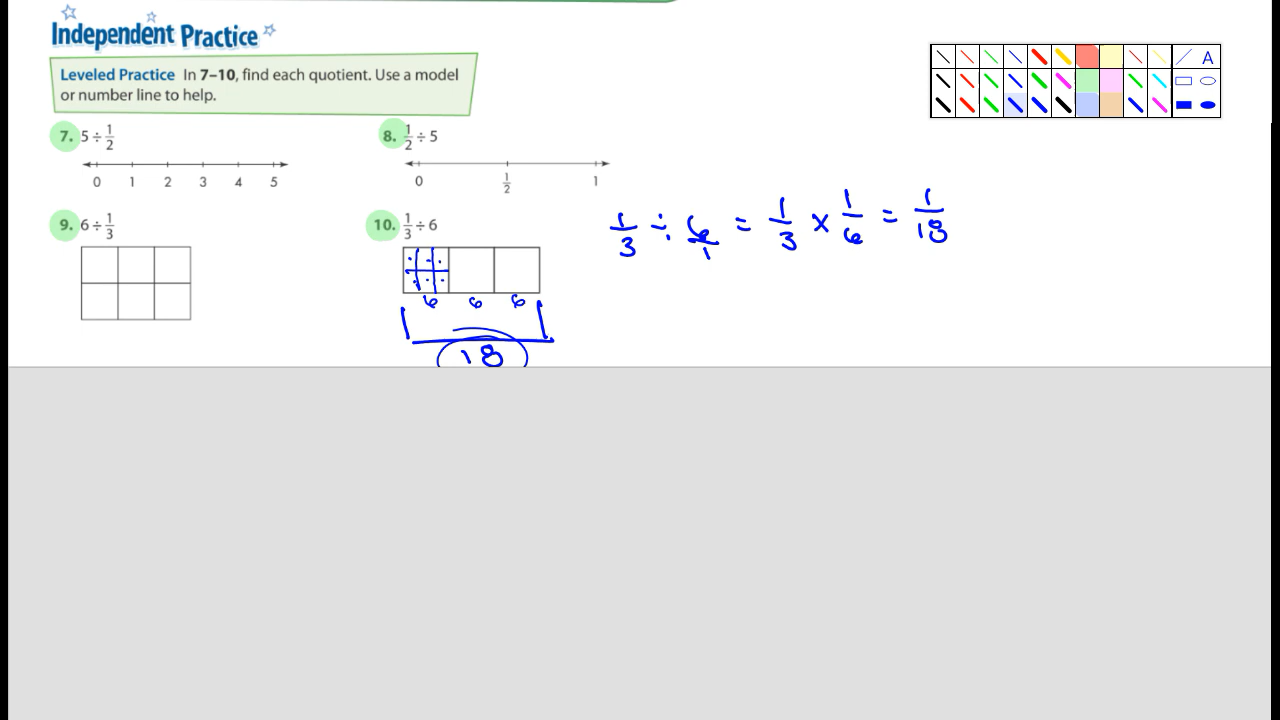 Independent Practice
Leveled Practice In 7–10, find each quotient. Use a model
or number line to help.
7. 5 ÷ 1/2
0 1 2 3 4 5
8. 1/2 ÷ 5
0 1/2 1
9. 6 ÷ 1/3
10. 1/3 ÷ 6
1/3 ÷ 6/1 = 1/3 x 1/6 = 1/18
6 6 6
18
A